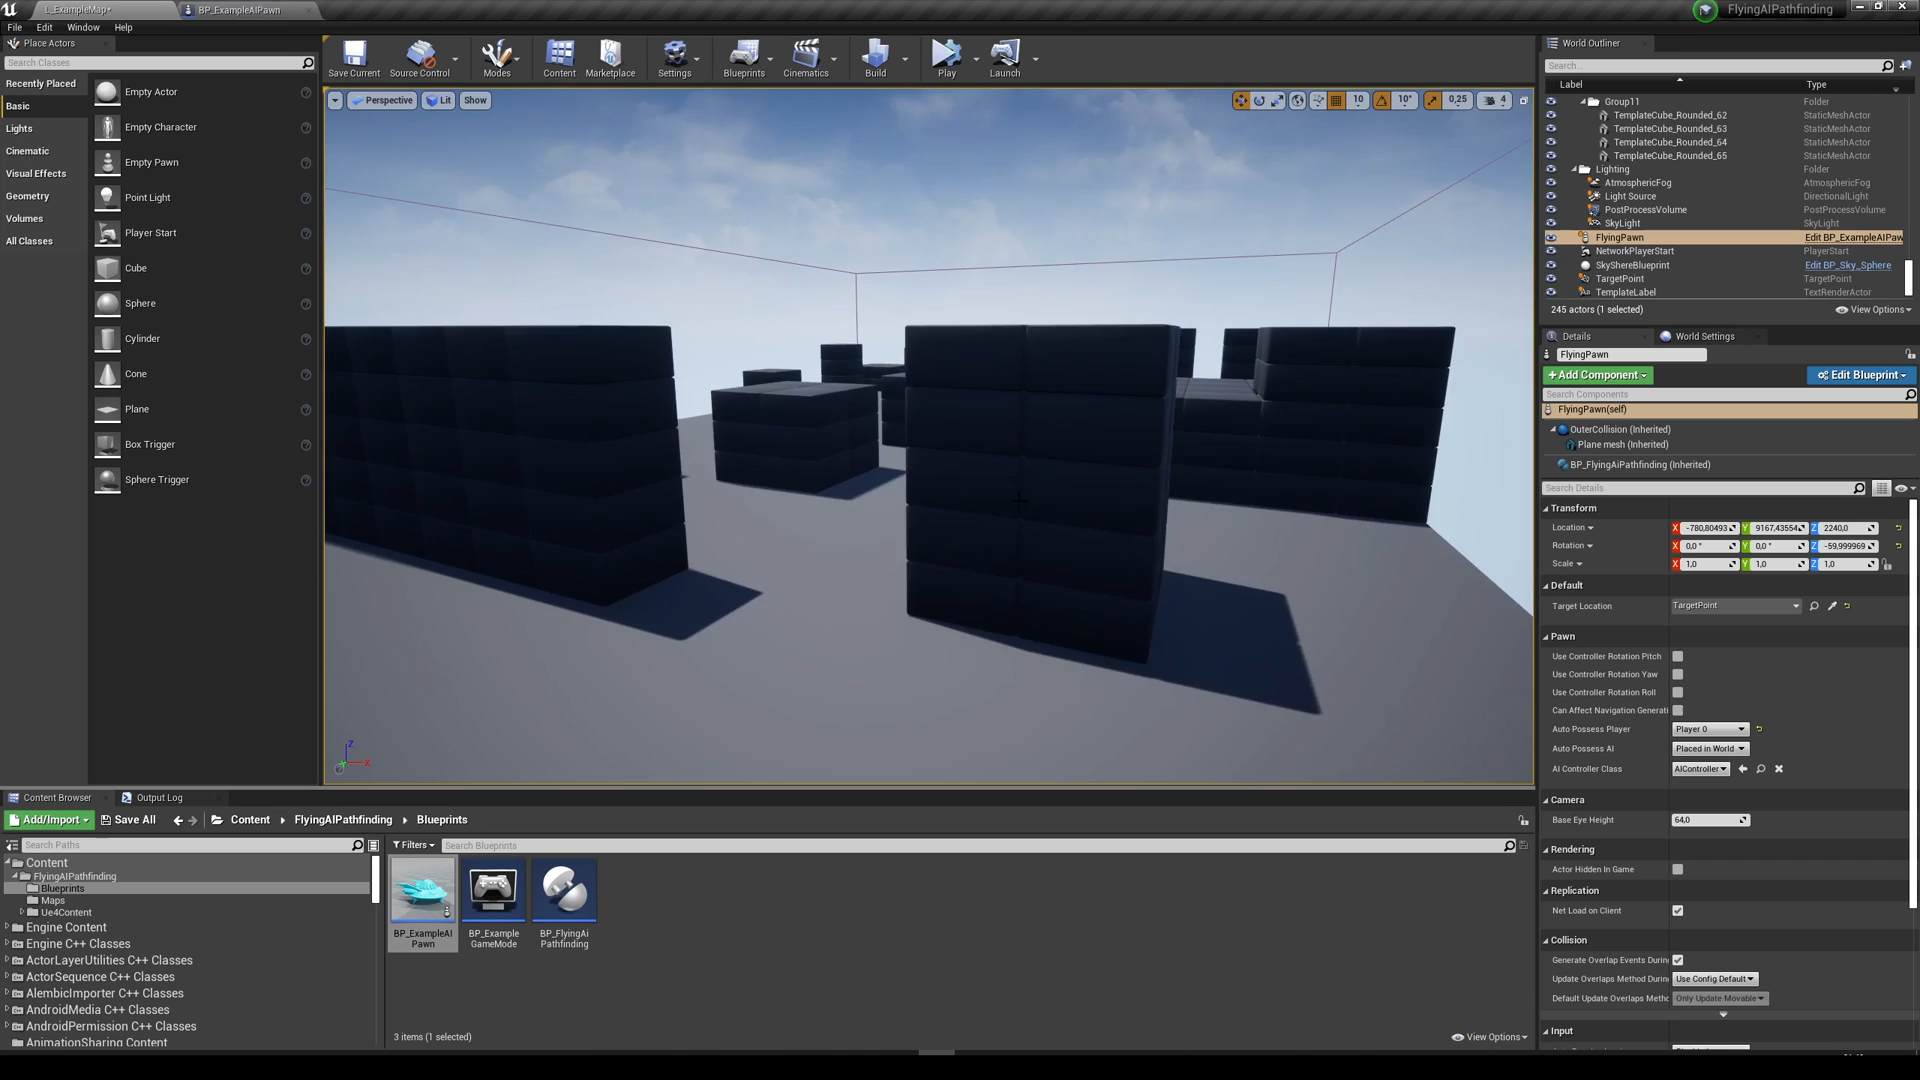 L_ExampleMap*
BP_ExampleAIPawn
FlyingAIPathfinding
File Edit Window Help
Place Actors
Search Classes
Recently Placed
Basic
Lights
Cinematic
Visual Effects
Geometry
Volumes
All Classes
Empty Actor
Empty Character
Empty Pawn
Point Light
Player Start
Cube
Sphere
Cylinder
Cone
Plane
Box Trigger
Sphere Trigger
Save Current
Source Control
Modes
Content
Marketplace
Settings
Blueprints
Cinematics
Build
Play
Launch
Perspective
Lit
Show
10
10°
0,25
4
Z
X
World Outliner
Search...
Label Type
Group11 Folder
TemplateCube_Rounded_62 StaticMeshActor
TemplateCube_Rounded_63 StaticMeshActor
TemplateCube_Rounded_64 StaticMeshActor
TemplateCube_Rounded_65 StaticMeshActor
Lighting Folder
AtmosphericFog AtmosphericFog
Light Source DirectionalLight
PostProcessVolume PostProcessVolume
SkyLight SkyLight
FlyingPawn Edit BP_ExampleAIPaw
NetworkPlayerStart PlayerStart
SkyShereBlueprint Edit BP_Sky_Sphere
TargetPoint TargetPoint
TemplateLabel TextRenderActor
245 actors (1 selected)
View Options
Details
World Settings
FlyingPawn
+Add Component
Edit Blueprint
Search Components
FlyingPawn(self)
OuterCollision (Inherited)
Plane mesh (Inherited)
BP_FlyingAiPathfinding (Inherited)
Search Details
Transform
Location X -780,80493 Y 9167,43554 Z 2240,0
Rotation X 0,0 ° Y 0,0 ° Z -59,999969
Scale X 1,0 Y 1,0 Z 1,0
Default
Target Location TargetPoint
Pawn
Use Controller Rotation Pitch
Use Controller Rotation Yaw
Use Controller Rotation Roll
Can Affect Navigation Generati
Auto Possess Player Player 0
Auto Possess AI Placed in World
AI Controller Class AIController
Camera
Base Eye Height 64,0
Rendering
Actor Hidden In Game
Replication
Net Load on Client
Collision
Generate Overlap Events Durin
Update Overlaps Method Durin Use Config Default
Default Update Overlaps Metho Only Update Movable
Input
Content Browser
Output Log
Add/Import
Save All
Content
FlyingAIPathfinding
Blueprints
Search Paths
Filters
Search Blueprints
Content
FlyingAIPathfinding
Blueprints
Maps
Ue4Content
Engine Content
Engine C++ Classes
ActorLayerUtilities C++ Classes
ActorSequence C++ Classes
AlembicImporter C++ Classes
AndroidMedia C++ Classes
AndroidPermission C++ Classes
AnimationSharing Content
BP_ExampleAI
Pawn
BP_Example
GameMode
BP_FlyingAi
Pathfinding
3 items (1 selected)
View Options